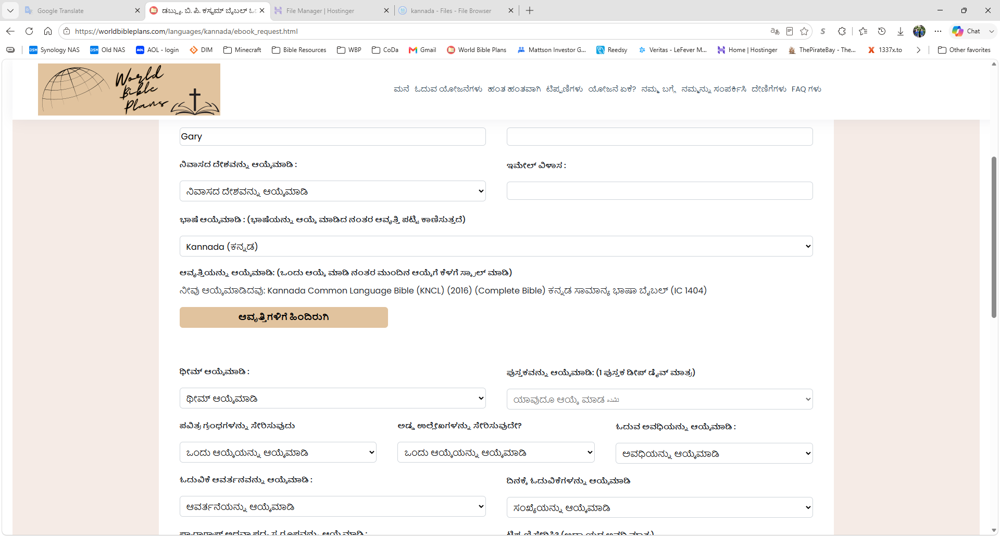 Google Translate
ಡಬ್ಲ್ಯು. ಬಿ. ಪಿ. ಕಸ್ಟಮ್ ಬೈಬಲ್ ಓದ
File Manager | Hostinger
kannada - Files - File Browser
https://worldbibleplans.com/languages/kannada/ebook_request.html
Chat
Synology NAS
Old NAS
AOL - login
DIM
Minecraft
Bible Resources
WBP
CoDa
Gmail
World Bible Plans
Mattson Investor G...
Reedsy
Veritas - LeFever M...
Home | Hostinger
ThePirateBay - The...
1337x.to
Other favorites
World
Bible
Plans
ಮನೆ ಓದುವ ಯೋಜನೆಗಳು ಹಂತ ಹಂತವಾಗಿ ಟಿಪ್ಪಣಿಗಳು ಯೋಜನೆ ಏಕೆ? ನಮ್ಮ ಬಗ್ಗೆ ನಮ್ಮನ್ನು ಸಂಪರ್ಕಿಸಿ ದೇಣಿಗೆಗಳು FAQ ಗಳು
Gary
ನಿವಾಸದ ದೇಶವನ್ನು ಆಯ್ಕೆಮಾಡಿ :
ಇಮೇಲ್ ವಿಳಾಸ :
ನಿವಾಸದ ದೇಶವನ್ನು ಆಯ್ಕೆಮಾಡಿ
ಭಾಷೆ ಆಯ್ಕೆಮಾಡಿ : (ಭಾಷೆಯನ್ನು ಆಯ್ಕೆ ಮಾಡಿದ ನಂತರ ಆವೃತ್ತಿ ಪಟ್ಟಿ ಕಾಣಿಸುತ್ತದೆ)
Kannada (ಕನ್ನಡ)
ಆವೃತ್ತಿಯನ್ನು ಆಯ್ಕೆಮಾಡಿ: (ಒಂದು ಆಯ್ಕೆ ಮಾಡಿ ನಂತರ ಮುಂದಿನ ಆಯ್ಕೆಗೆ ಕೆಳಗೆ ಸ್ಕ್ರಾಲ್ ಮಾಡಿ)
ನೀವು ಆಯ್ಕೆಮಾಡಿದವು: Kannada Common Language Bible (KNCL) (2016) (Complete Bible) ಕನ್ನಡ ಸಾಮಾನ್ಯ ಭಾಷಾ ಬೈಬಲ್ (IC 1404)
ಆವೃತ್ತಿಗಳಿಗೆ ಹಿಂದಿರುಗಿ
ಥೀಮ್ ಆಯ್ಕೆಮಾಡಿ :
ಪುಸ್ತಕವನ್ನು ಆಯ್ಕೆಮಾಡಿ: (1 ಪುಸ್ತಕ ಡೀಪ್ ಡೈವ್ ಮಾತ್ರ)
ಥೀಮ್ ಆಯ್ಕೆಮಾಡಿ
ಯಾವುದೂ ಆಯ್ಕೆ ಮಾಡ
ಪವಿತ್ರ ಗ್ರಂಥಗಳನ್ನು ಸೇರಿಸುವುದು
ಅಡ್ಡ ಉಲ್ಲೇಖಗಳನ್ನು ಸೇರಿಸುವುದೇ?
ಓದುವ ಅವಧಿಯನ್ನು ಆಯ್ಕೆಮಾಡಿ :
ಒಂದು ಆಯ್ಕೆಯನ್ನು ಆಯ್ಕೆಮಾಡಿ
ಒಂದು ಆಯ್ಕೆಯನ್ನು ಆಯ್ಕೆಮಾಡಿ
ಅವಧಿಯನ್ನು ಆಯ್ಕೆಮಾಡಿ
ಓದುವಿಕೆ ಆವರ್ತನವನ್ನು ಆಯ್ಕೆಮಾಡಿ :
ದಿನಕ್ಕೆ ಓದುವಿಕೆಗಳನ್ನು ಆಯ್ಕೆಮಾಡಿ
ಆವರ್ತನೆಯನ್ನು ಆಯ್ಕೆಮಾಡಿ
ಸಂಖ್ಯೆಯನ್ನು ಆಯ್ಕೆಮಾಡಿ